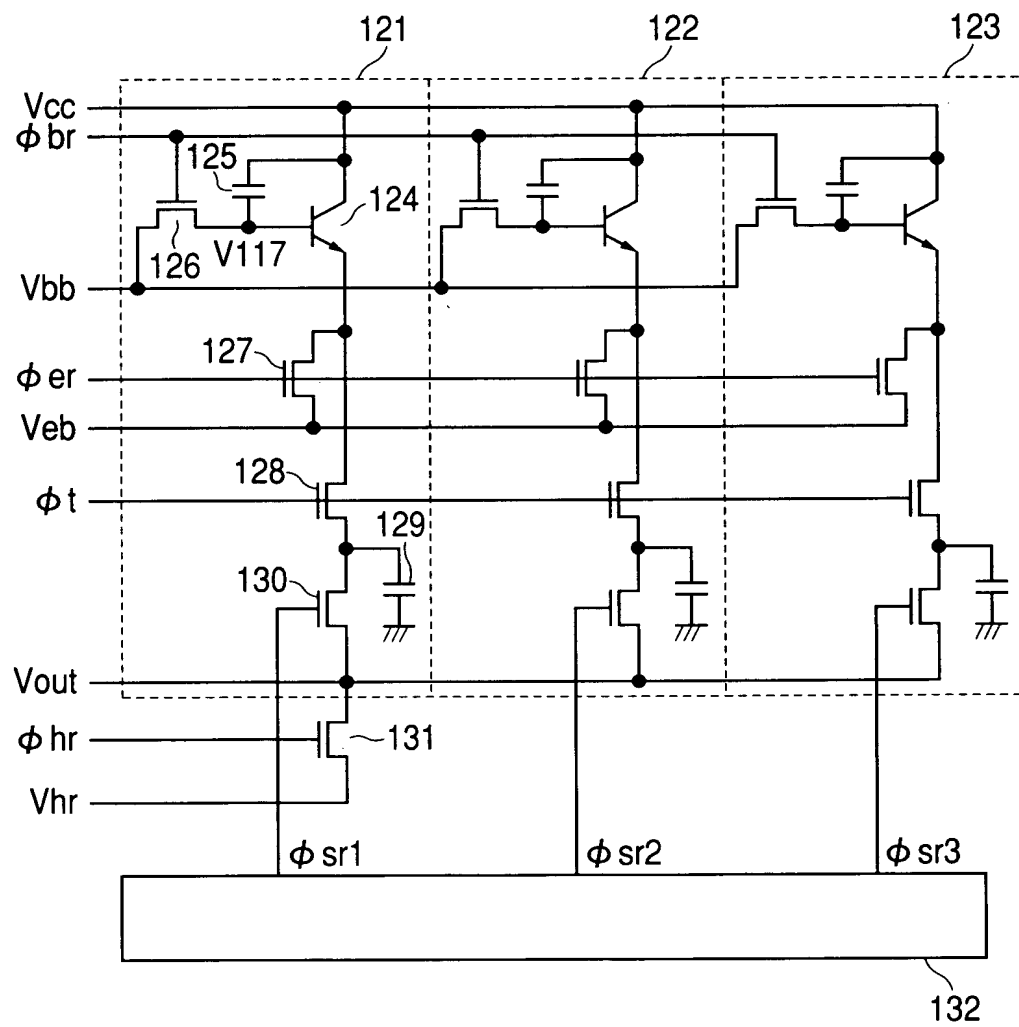 121
122
123
Vcc
ϕ br
125
124
126
V117
Vbb
127
ϕ er
Veb
128
ϕ t
129
130
Vout
ϕ hr
131
Vhr
ϕ sr1
ϕ sr2
ϕ sr3
132